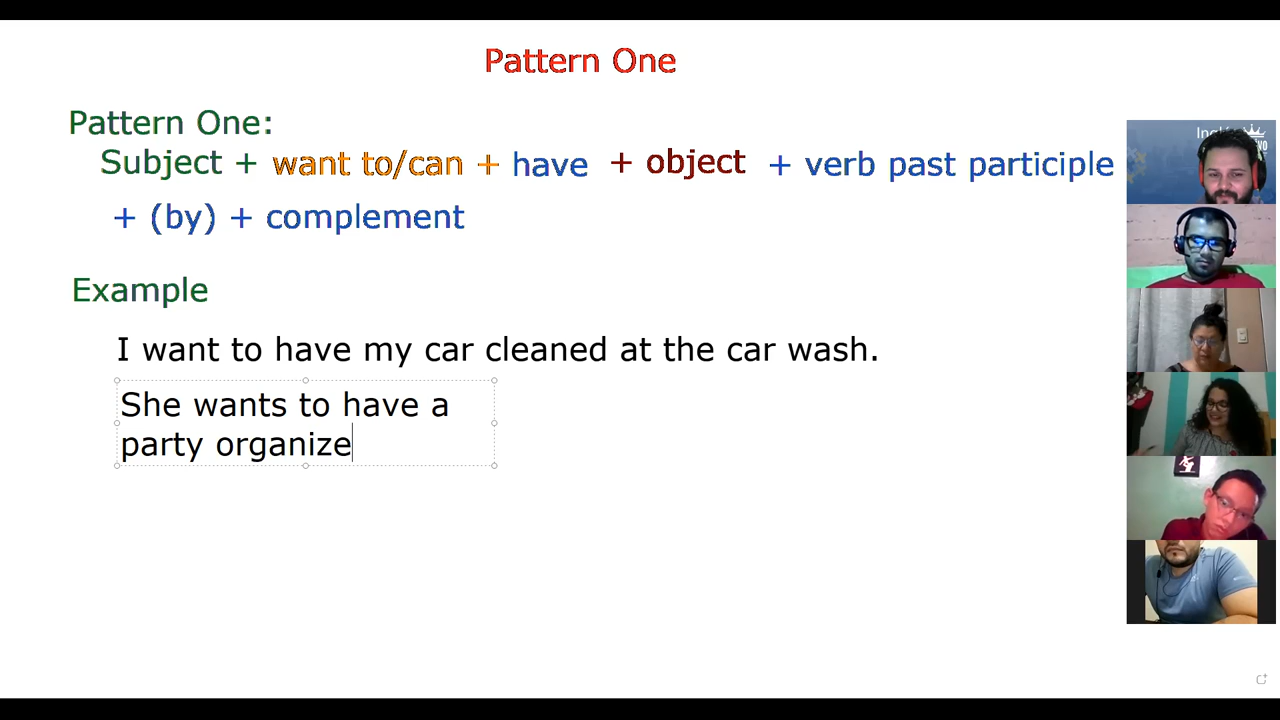 Pattern One
Pattern One:
Subject + want to/can + have + object + verb past participle
+ (by) + complement
Example
I want to have my car cleaned at the car wash.
She wants to have a
party organize